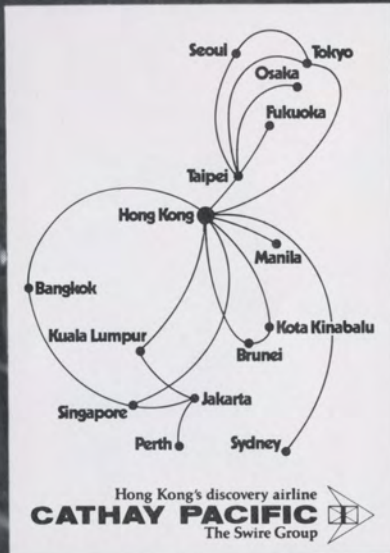 Seoul
Tokyo
Osaka
Fukuoka
Taipei
Hong Kong
Manila
Bangkok
Kota Kinabalu
Kuala Lumpur
Brunei
Jakarta
Singapore
Perth
Sydney
Hong Kong's discovery airline
CATHAY PACIFIC
The Swire Group